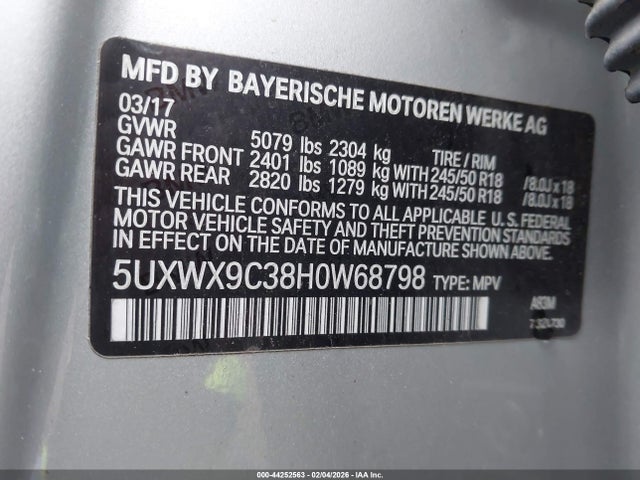 MFD BY BAYERISCHE MOTOREN WERKE AG
03/17
GVWR 5079 lbs 2304 kg TIRE / RIM
GAWR FRONT 2401 lbs 1089 kg WITH 245/50 R18 /8.0J x 18
GAWR REAR 2820 lbs 1279 kg WITH 245/50 R18 /8.0J x 18
THIS VEHICLE CONFORMS TO ALL APPLICABLE U.S. FEDERAL
MOTOR VEHICLE SAFETY AND THEFT PREVENTION
STANDARDS IN EFFECT ON THE DATE OF MANUFACTURE SHOWN ABOVE.
5UXWX9C38H0W68798 TYPE: MPV
A93M
000-44252563 - 02/04/2026 - IAA Inc.